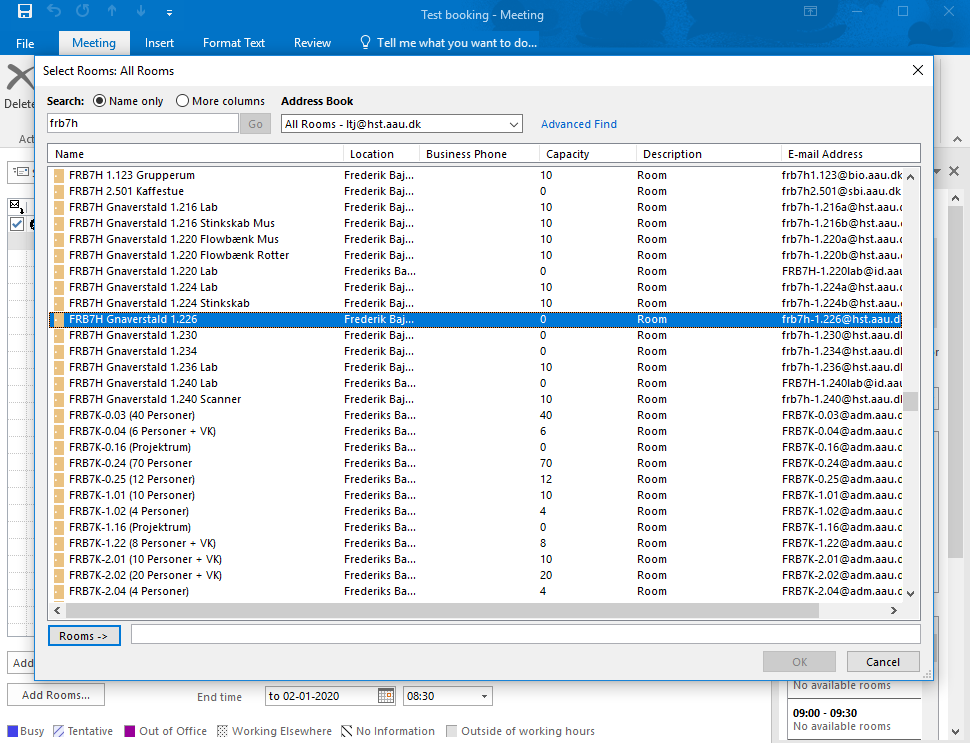 Test booking - Meeting
File Meeting Insert Format Text Review Tell me what you want to do...
Select Rooms: All Rooms
Delete
Search: Name only More columns Address Book
frb7h Go All Rooms - ltj@hst.aau.dk Advanced Find
Name Location Business Phone Capacity Description E-mail Address
FRB7H 1.123 Grupperum Frederik Baj... 10 Room frb7h1.123@bio.aau.dk
FRB7H 2.501 Kaffestue Frederik Baj... 0 Room frb7h2.501@sbi.aau.dk
FRB7H Gnaverstald 1.216 Lab Frederik Baj... 10 Room frb7h-1.216a@hst.aau.c
FRB7H Gnaverstald 1.216 Stinkskab Mus Frederik Baj... 10 Room frb7h-1.216b@hst.aau.c
FRB7H Gnaverstald 1.220 Flowbænk Mus Frederik Baj... 10 Room frb7h-1.220a@hst.aau.c
FRB7H Gnaverstald 1.220 Flowbænk Rotter Frederik Baj... 10 Room frb7h-1.220b@hst.aau.c
FRB7H Gnaverstald 1.220 Lab Frederiks Ba... 0 Room FRB7H-1.220lab@id.aau
FRB7H Gnaverstald 1.224 Lab Frederik Baj... 10 Room frb7h-1.224a@hst.aau.c
FRB7H Gnaverstald 1.224 Stinkskab Frederik Baj... 10 Room frb7h-1.224b@hst.aau.c
FRB7H Gnaverstald 1.226 Frederik Baj... 0 Room frb7h-1.226@hst.aau.d
FRB7H Gnaverstald 1.230 Frederik Baj... 0 Room frb7h-1.230@hst.aau.dl
FRB7H Gnaverstald 1.234 Frederik Baj... 0 Room frb7h-1.234@hst.aau.dl
FRB7H Gnaverstald 1.236 Lab Frederik Baj... 10 Room frb7h-1.236@hst.aau.dl
FRB7H Gnaverstald 1.240 Lab Frederiks Ba... 0 Room FRB7H-1.240lab@id.aau
FRB7H Gnaverstald 1.240 Scanner Frederik Baj... 10 Room frb7h-1.240@hst.aau.dl
FRB7K-0.03 (40 Personer) Frederiks Ba... 40 Room FRB7K-0.03@adm.aau.c
FRB7K-0.04 (6 Personer + VK) Frederiks Ba... 6 Room FRB7K-0.04@adm.aau.c
FRB7K-0.16 (Projektrum) Frederiks Ba... 0 Room FRB7K-0.16@adm.aau.c
FRB7K-0.24 (70 Personer Frederiks Ba... 70 Room FRB7K-0.24@adm.aau.c
FRB7K-0.25 (12 Personer) Frederiks Ba... 12 Room FRB7K-0.25@adm.aau.c
FRB7K-1.01 (10 Personer) Frederiks Ba... 10 Room FRB7K-1.01@adm.aau.c
FRB7K-1.02 (4 Personer) Frederiks Ba... 4 Room FRB7K-1.02@adm.aau.c
FRB7K-1.16 (Projektrum) Frederiks Ba... 0 Room FRB7K-1.16@adm.aau.c
FRB7K-1.22 (8 Personer + VK) Frederiks Ba... 8 Room FRB7K-1.22@adm.aau.c
FRB7K-2.01 (10 Personer + VK) Frederiks Ba... 10 Room FRB7K-2.01@adm.aau.c
FRB7K-2.02 (20 Personer + VK) Frederiks Ba... 20 Room FRB7K-2.02@adm.aau.c
FRB7K-2.04 (4 Personer) Frederiks Ba... 4 Room FRB7K-2.04@adm.aau.c
Rooms ->
Add OK Cancel
Add Rooms... End time to 02-01-2020 08:30 No available rooms
09:00 - 09:30
No available rooms
Busy Tentative Out of Office Working Elsewhere No Information Outside of working hours